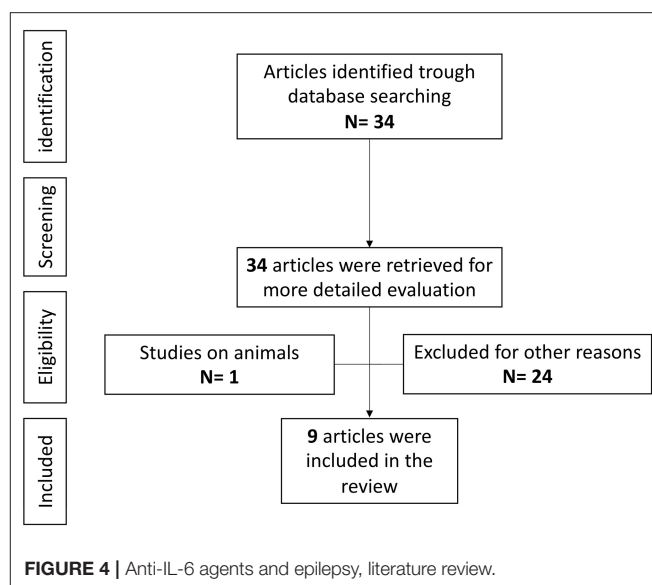 identification
Articles identified trough
database searching
N= 34
Screening
34 articles were retrieved for
more detailed evaluation
Eligibility
Studies on animals
N= 1
Excluded for other reasons
N= 24
Included
9 articles were
included in the
review
FIGURE 4 | Anti-IL-6 agents and epilepsy, literature review.